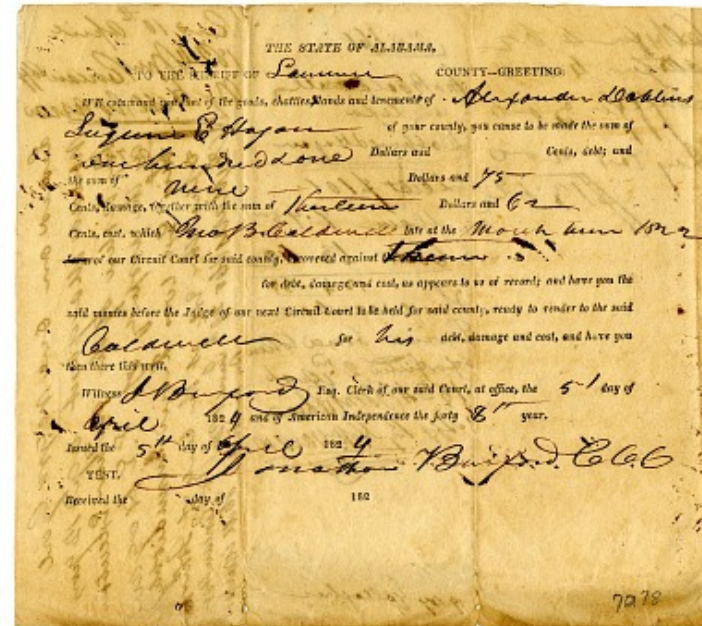 THE STATE OF ALABAMA.
TO THE SHERIFF OF COUNTY—GREETING:
WE command you, that of the goods, chattles, lands and tenements of Alexander Dobbins
Eugene E Hogan of your county, you cause to be made the sum of
one hundred & one Dollars and Cents, debt; and
the sum of nine Dollars and 75
Cents, damage, together with the sum of Thirteen Dollars and 62
Cents, cost, which Jno B. Caldwell late at the March term 1822
of our Circuit Court for said county, recovered against
for debt, damage and cost, as appears to us of record; and have you the
said monies before the Judge of our next Circuit Court to be held for said county, ready to render to the said
Caldwell for his debt, damage and cost, and have you
then there this writ.
Witness J Burford Esq. Clerk of our said Court, at office, the 5th day of
April 1824 and of American Independence the forty 8th year.
Issued the 5th day of April 1824
TEST. Jonathan Burford C C C
Received the day of 182
7278